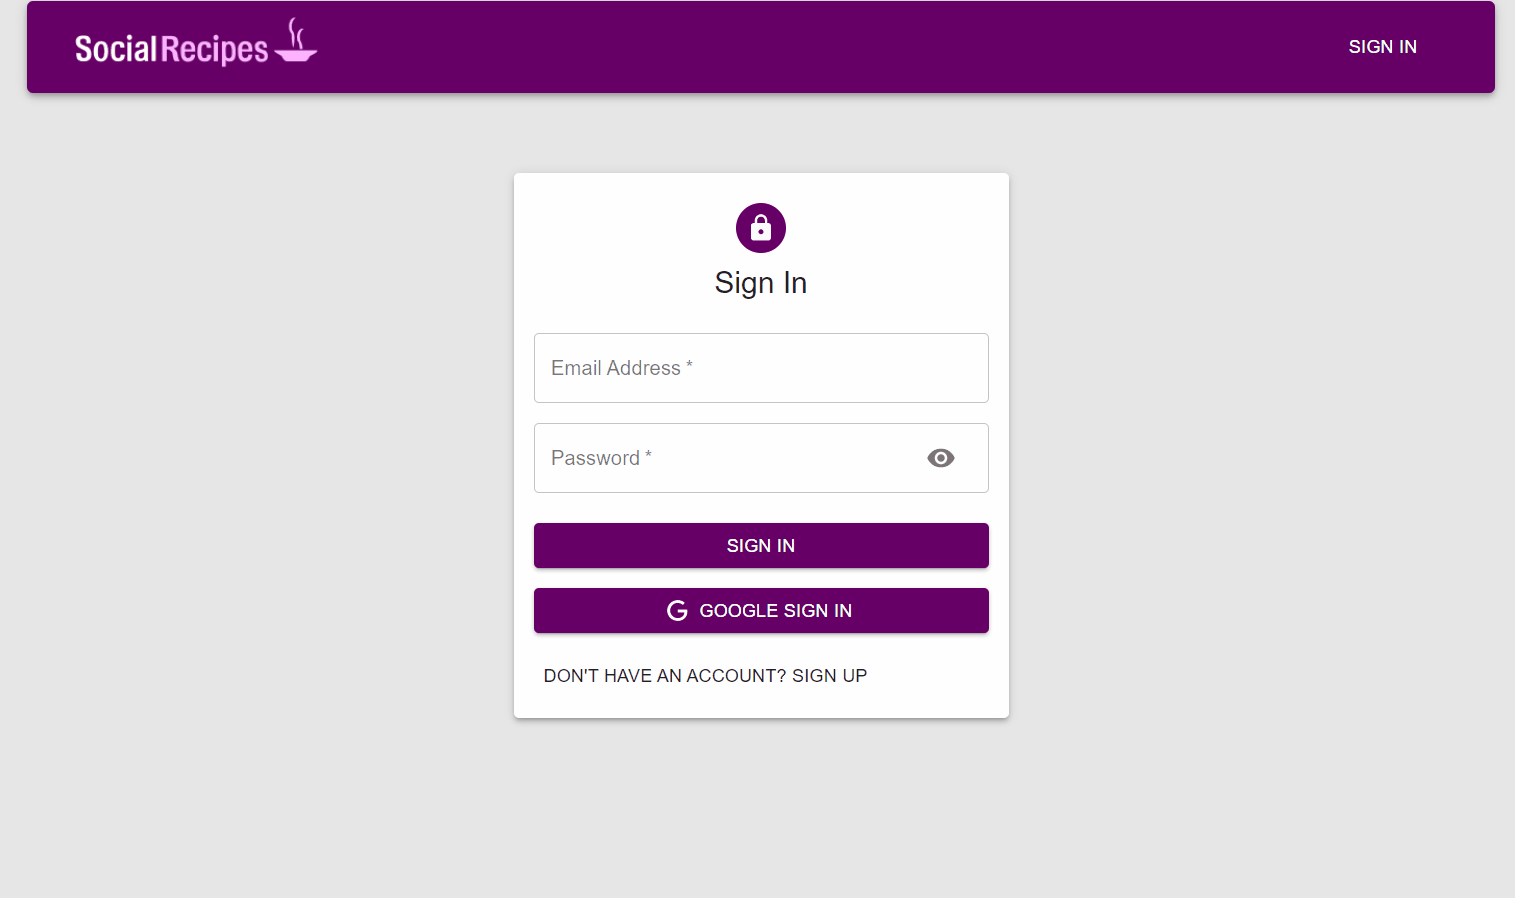 SocialRecipes
SIGN IN
Sign In
Email Address *
Password *
SIGN IN
GOOGLE SIGN IN
DON'T HAVE AN ACCOUNT? SIGN UP